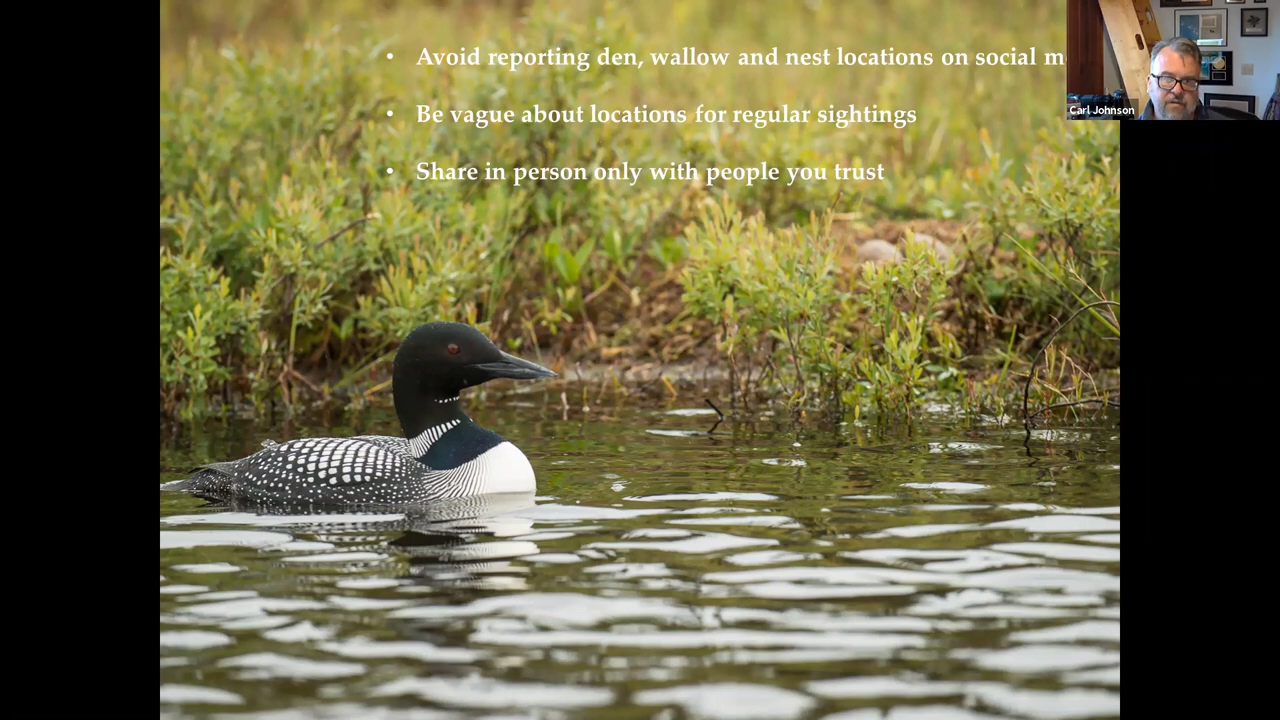 • Avoid reporting den, wallow and nest locations on social m
• Be vague about locations for regular sightings
• Share in person only with people you trust
Carl Johnson